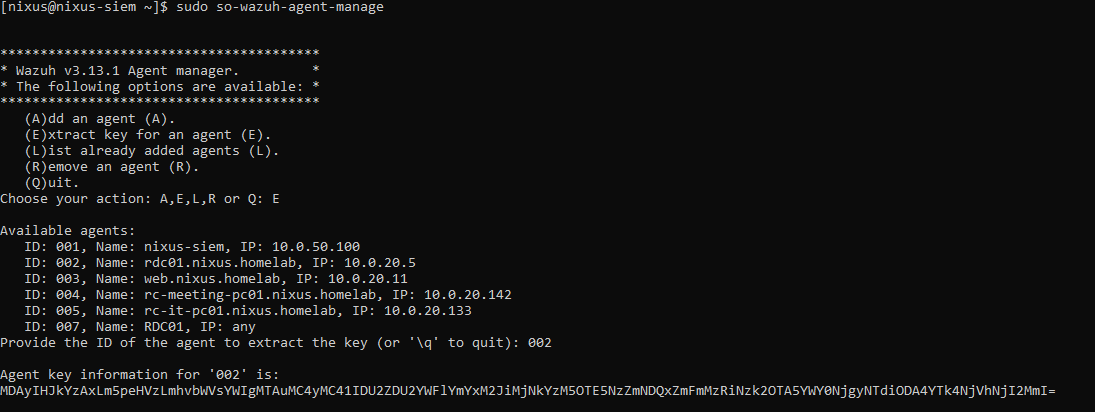 [nixus@nixus-siem ~]$ sudo so-wazuh-agent-manage
****************************************
* Wazuh v3.13.1 Agent manager.         *
* The following options are available: *
****************************************
   (A)dd an agent (A).
   (E)xtract key for an agent (E).
   (L)ist already added agents (L).
   (R)emove an agent (R).
   (Q)uit.
Choose your action: A,E,L,R or Q: E
Available agents:
   ID: 001, Name: nixus-siem, IP: 10.0.50.100
   ID: 002, Name: rdc01.nixus.homelab, IP: 10.0.20.5
   ID: 003, Name: web.nixus.homelab, IP: 10.0.20.11
   ID: 004, Name: rc-meeting-pc01.nixus.homelab, IP: 10.0.20.142
   ID: 005, Name: rc-it-pc01.nixus.homelab, IP: 10.0.20.133
   ID: 007, Name: RDC01, IP: any
Provide the ID of the agent to extract the key (or '\q' to quit): 002
Agent key information for '002' is:
MDAyIHJkYzAxLm5peHVzLmhvbWVsYWIgMTAuMC4yMC41IDU2ZDU2YWFlYmYxM2JiMjNkYzM5OTE5NzZmNDQxZmFmMzRiNzk2OTA5YWY0NjgyNTdiODA4YTk4NjVhNjI2MmI=